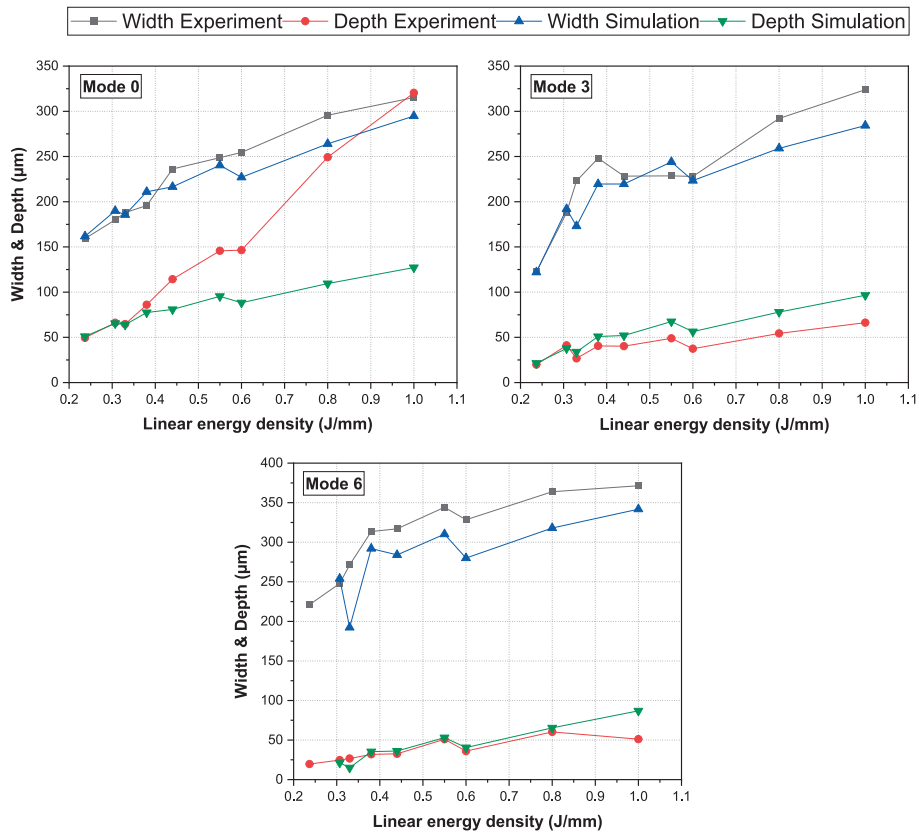 Width Experiment Depth Experiment Width Simulation Depth Simulation
Mode 0
350
300
250
200
150
100
50
0
Width & Depth (µm)
0.2 0.3 0.4 0.5 0.6 0.7 0.8 0.9 1.0 1.1
Linear energy density (J/mm)
Mode 3
350
300
250
200
150
100
50
0
0.2 0.3 0.4 0.5 0.6 0.7 0.8 0.9 1.0 1.1
Linear energy density (J/mm)
Mode 6
400
350
300
250
200
150
100
50
0
Width & Depth (µm)
0.2 0.3 0.4 0.5 0.6 0.7 0.8 0.9 1.0 1.1
Linear energy density (J/mm)